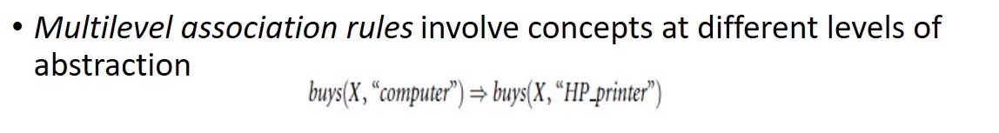 • Multilevel association rules involve concepts at different levels of
abstraction
buys(X, “computer”) ⇒ buys(X, “HP_printer”)